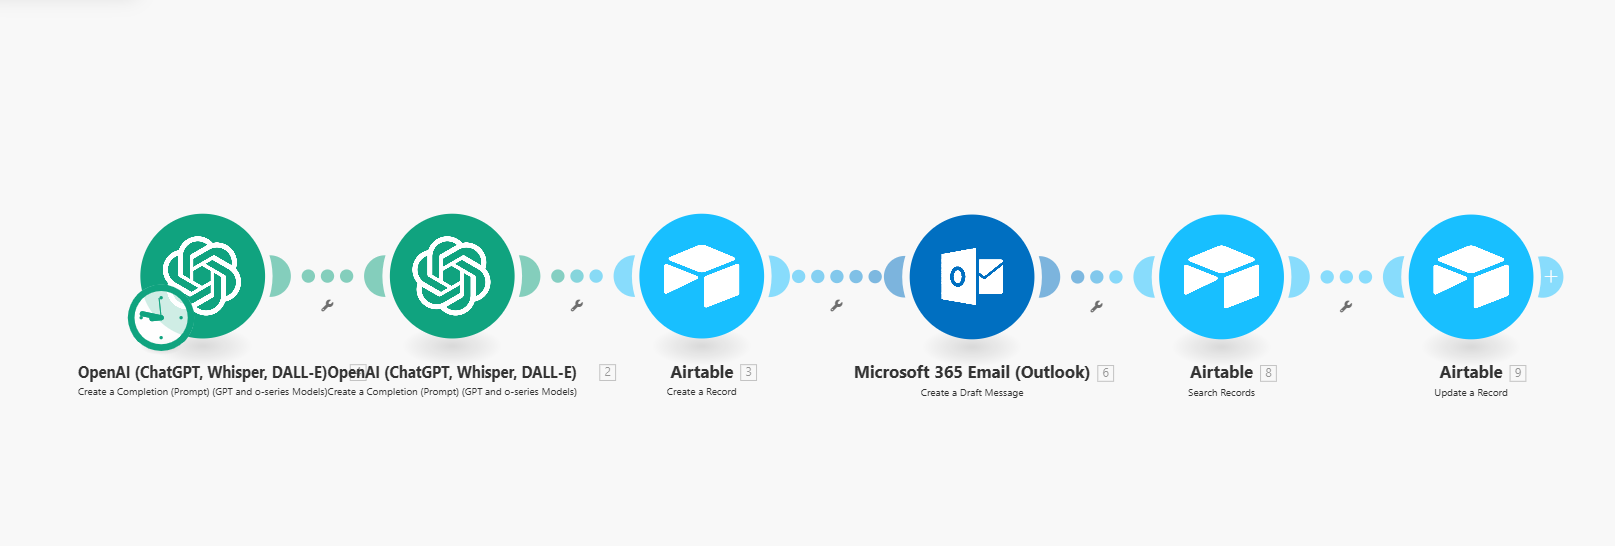 OpenAI (ChatGPT, Whisper, DALL-E)
Create a Completion (Prompt) (GPT and o-series Models)
OpenAI (ChatGPT, Whisper, DALL-E) 2
Create a Completion (Prompt) (GPT and o-series Models)
Airtable 3
Create a Record
Microsoft 365 Email (Outlook) 6
Create a Draft Message
Airtable 8
Search Records
Airtable 9
Update a Record